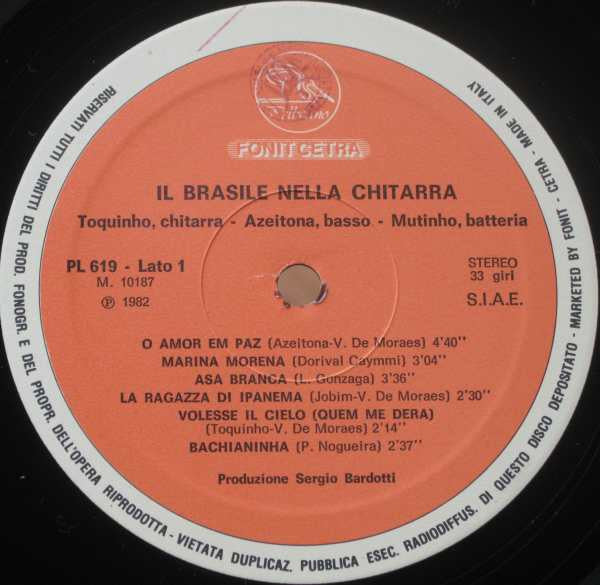 Il
FONIT CETRA
IL BRASILE NELLA CHITARRA
Toquinho, chitarra - Azeitona, basso - Mutinho, batteria
PL 619 - Lato 1
M. 10187
Ⓟ 1982
STEREO
33 giri
S.I.A.E.
O AMOR EM PAZ (Azeitona-V. De Moraes) 4'40''
MARINA MORENA (Dorival Caymmi) 3'04''
ASA BRANCA (L. Gonzaga) 3'36''
LA RAGAZZA DI IPANEMA (Jobim-V. De Moraes) 2'30''
VOLESSE IL CIELO (QUEM ME DERA)
(Toquinho-V. De Moraes) 2'14''
BACHIANINHA (P. Nogueira) 2'37''
Produzione Sergio Bardotti
RISERVATI TUTTI I DIRITTI DEL PROD. FONOGR. E DEL PROPR. DELL'OPERA RIPRODOTTA - VIETATA DUPLICAZ. PUBBLICA ESEC. RADIODIFFUS. DI QUESTO DISCO DEPOSITATO - MARKETED BY FONIT - CETRA - MADE IN ITALY